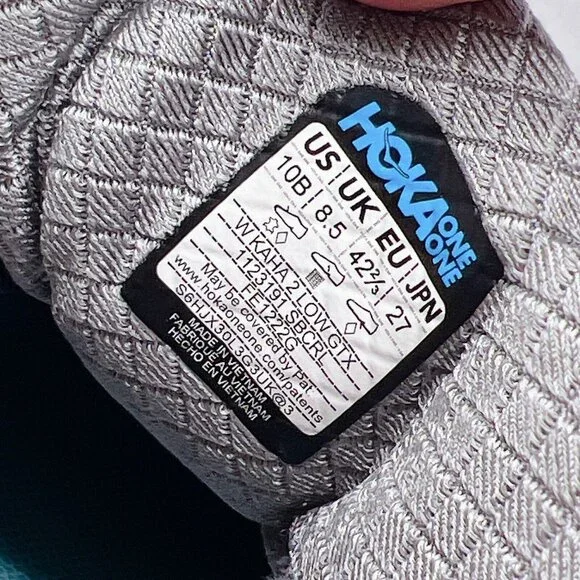 HOKA ONE ONE
US | UK | EU | JPN
10B | 8.5 | 42 2/3 | 27
W KAHA 2 LOW GTX
1123191 SBCRL
FE1222G
May be covered by Pat.
www.hokaoneone.com/patents
MADE IN VIETNAM
FABRIQUÉ AU VIETNAM
HECHO EN VIETNAM